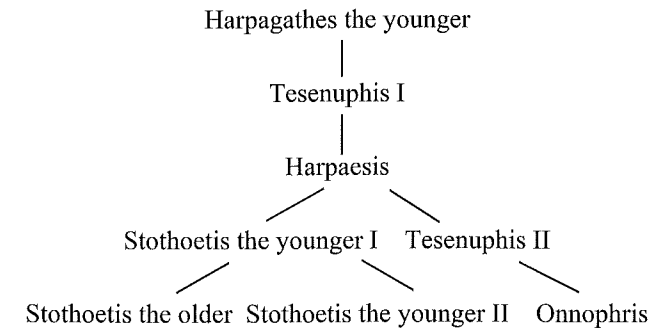 Harpagathes the younger
Tesenuphis I
Harpaesis
Stothoetis the younger I Tesenuphis II
Stothoetis the older Stothoetis the younger II Onnophris